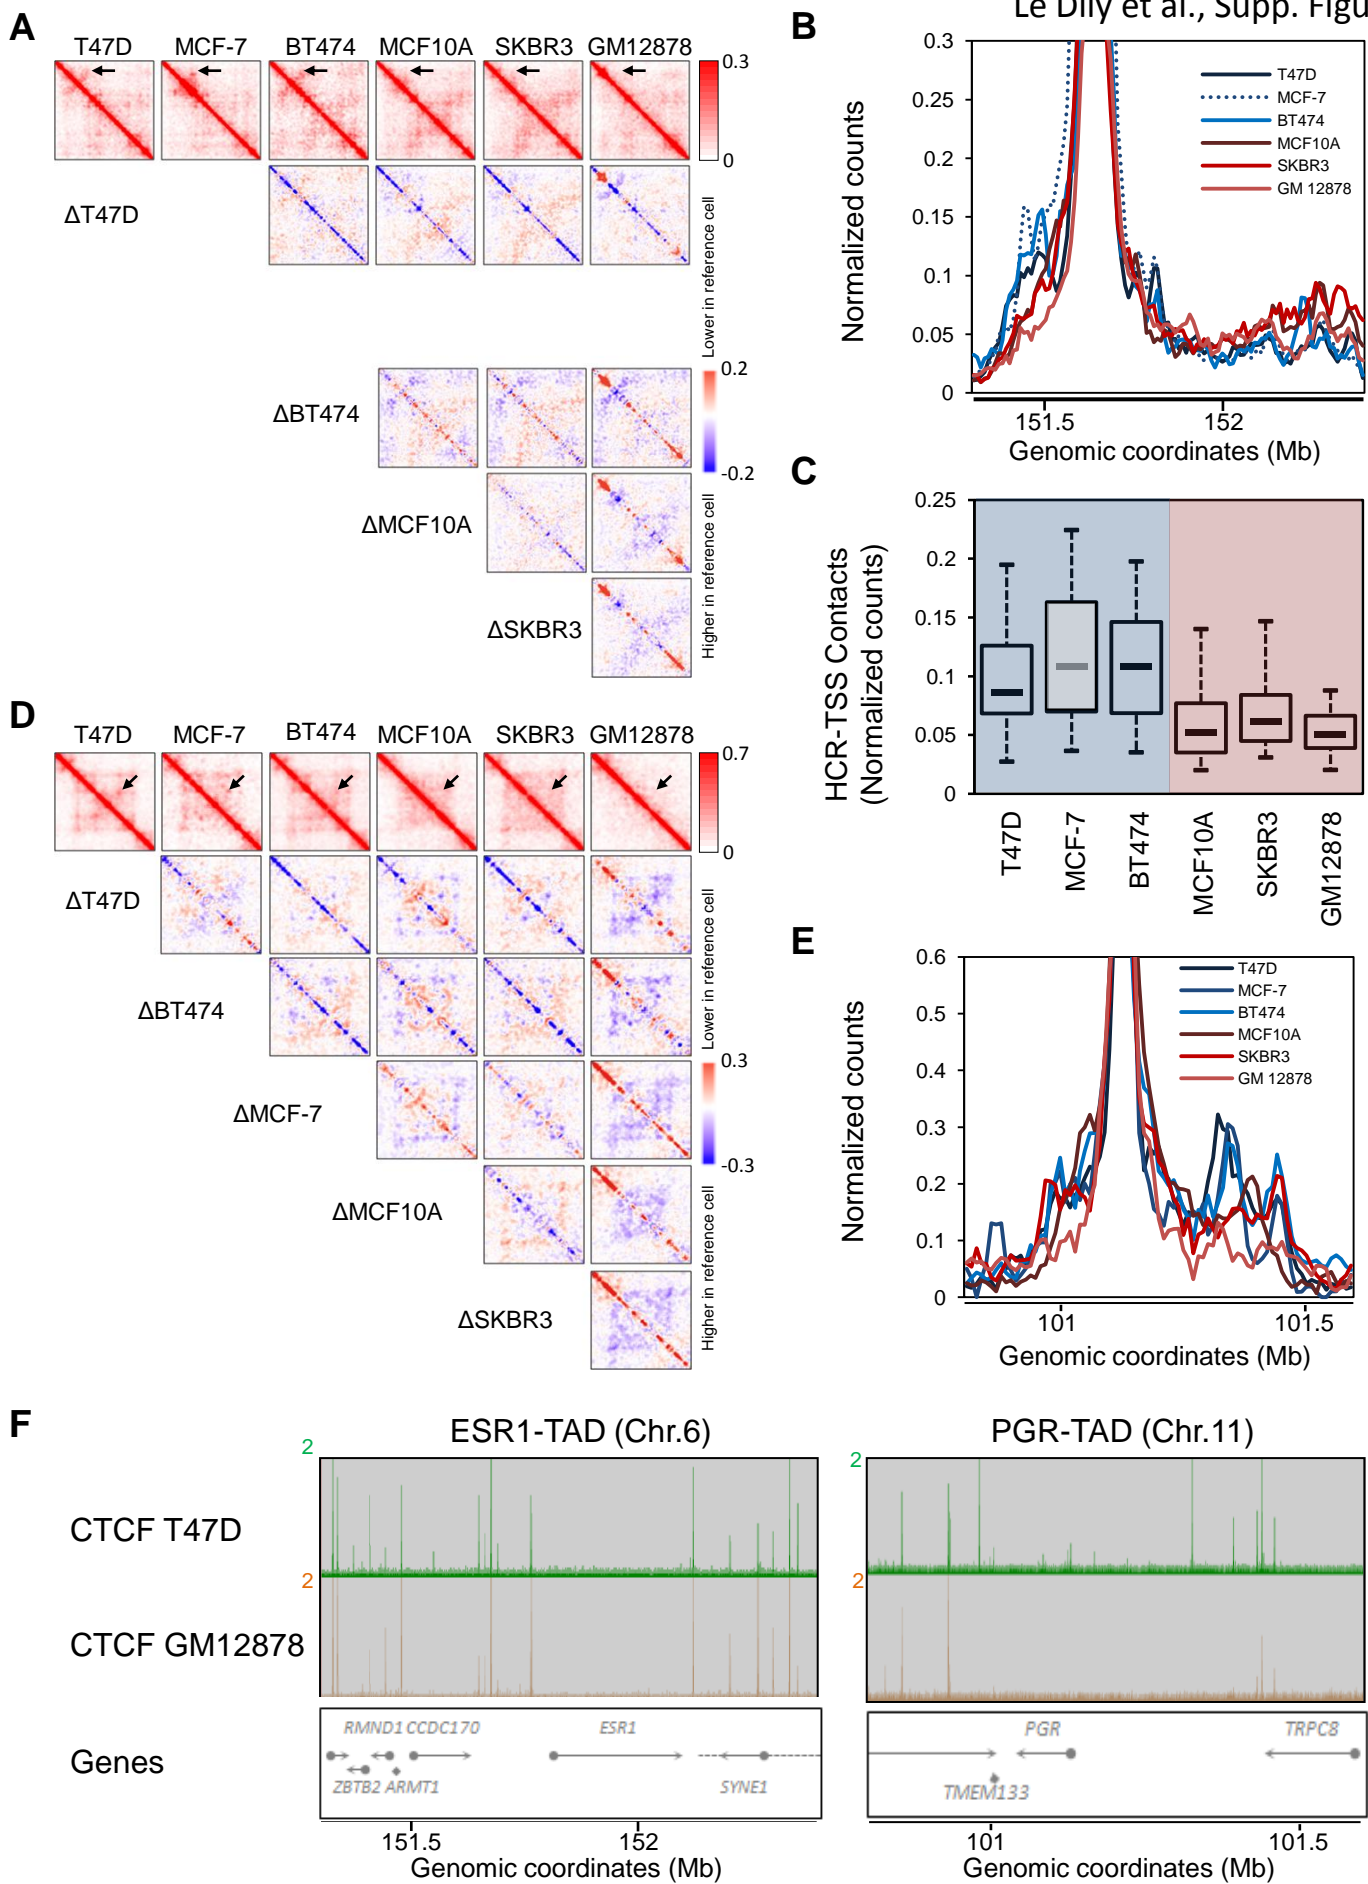 Le Dily et al., Supp. Figu
A
T47D MCF-7 BT474 MCF10A SKBR3 GM12878
0.3
0
ΔT47D
Lower in reference cell
ΔBT474
0.2
-0.2
ΔMCF10A
Higher in reference cell
ΔSKBR3
B
Normalized counts
0.3
0.25
0.2
0.15
0.1
0.05
0
T47D
MCF-7
BT474
MCF10A
SKBR3
GM 12878
151.5 152
Genomic coordinates (Mb)
C
HCR-TSS Contacts
(Normalized counts)
0.25
0.2
0.15
0.1
0.05
0
T47D
MCF-7
BT474
MCF10A
SKBR3
GM12878
D
T47D MCF-7 BT474 MCF10A SKBR3 GM12878
0.7
0
ΔT47D
Lower in reference cell
ΔBT474
0.3
-0.3
ΔMCF-7
ΔMCF10A
Higher in reference cell
ΔSKBR3
E
Normalized counts
0.6
0.5
0.4
0.3
0.2
0.1
0
T47D
MCF-7
BT474
MCF10A
SKBR3
GM 12878
101 101.5
Genomic coordinates (Mb)
F
ESR1-TAD (Chr.6) PGR-TAD (Chr.11)
2 2
CTCF T47D
2 2
CTCF GM12878
Genes
RMND1 CCDC170 ESR1
ZBTB2 ARMT1 SYNE1
PGR TRPC8
TMEM133
151.5 152
Genomic coordinates (Mb)
101 101.5
Genomic coordinates (Mb)